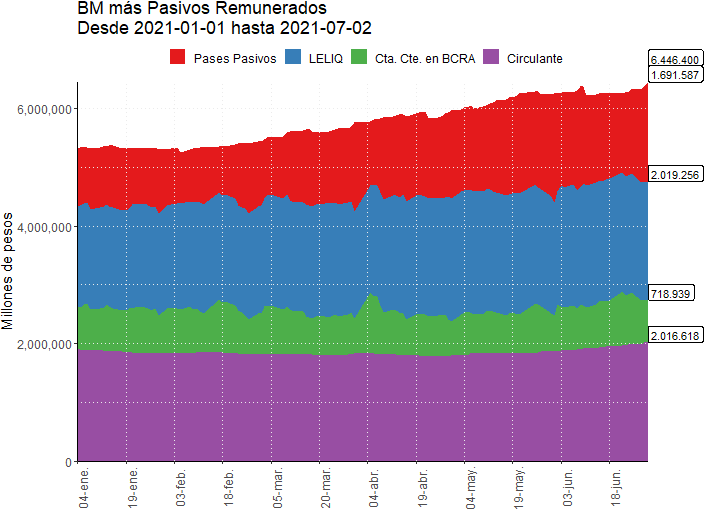 BM más Pasivos Remunerados
Desde 2021-01-01 hasta 2021-07-02
Pases Pasivos LELIQ Cta. Cte. en BCRA Circulante
6.446.400
1.691.587
6,000,000
2.019.256
4,000,000
718.939
2.016.618
2,000,000
0
Millones de pesos
04-ene. 19-ene. 03-feb. 18-feb. 05-mar. 20-mar. 04-abr. 19-abr. 04-may. 19-may. 03-jun. 18-jun.